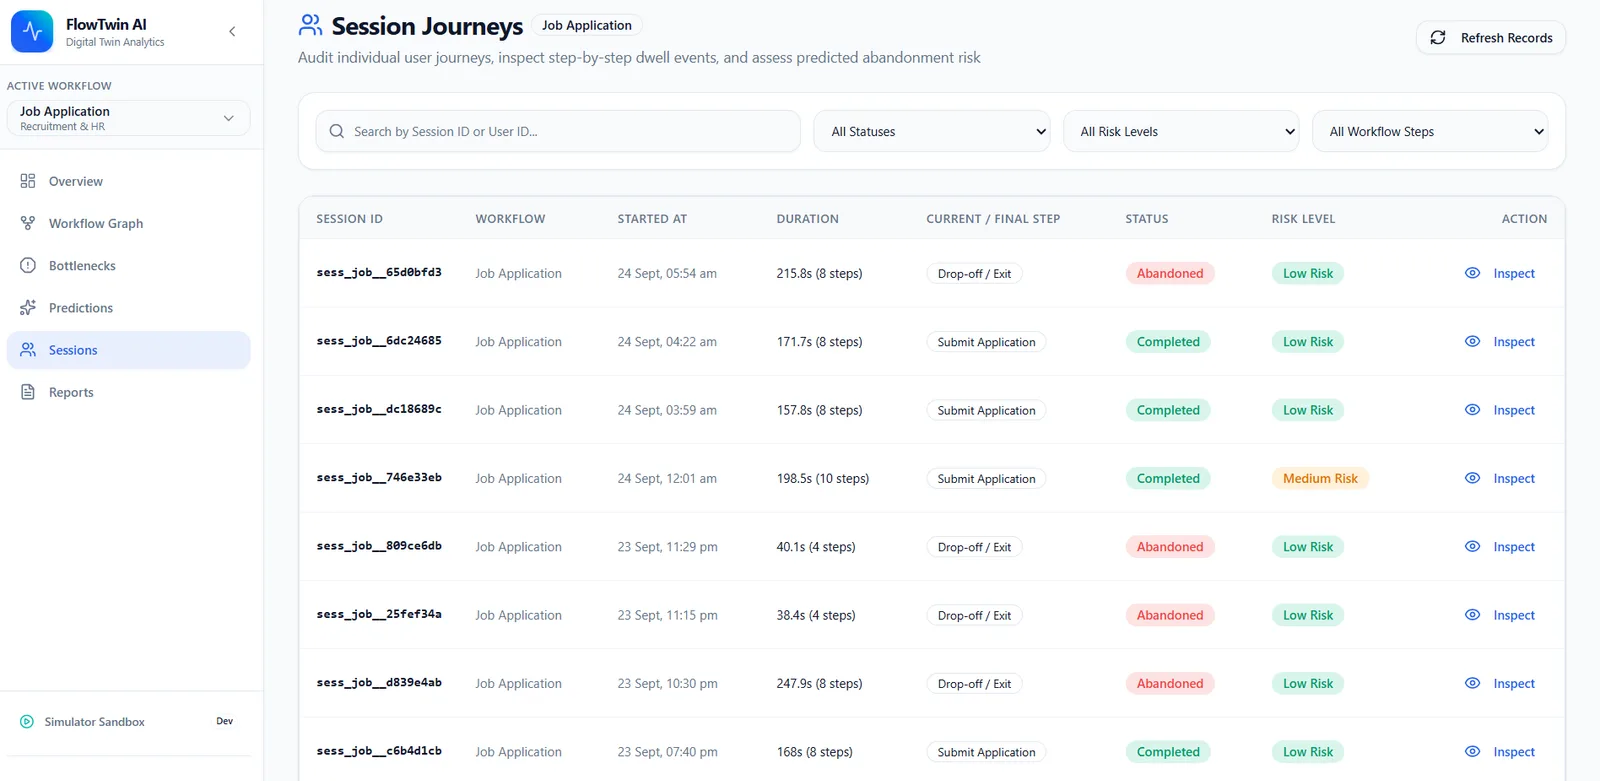 FlowTwin AI
Digital Twin Analytics
ACTIVE WORKFLOW
Job Application
Recruitment & HR
Overview
Workflow Graph
Bottlenecks
Predictions
Sessions
Reports
Simulator Sandbox Dev
Session Journeys Job Application
Audit individual user journeys, inspect step-by-step dwell events, and assess predicted abandonment risk
Refresh Records
Search by Session ID or User ID... All Statuses All Risk Levels All Workflow Steps
SESSION ID WORKFLOW STARTED AT DURATION CURRENT / FINAL STEP STATUS RISK LEVEL ACTION
sess_job__65d0bfd3 Job Application 24 Sept, 05:54 am 215.8s (8 steps) Drop-off / Exit Abandoned Low Risk Inspect
sess_job__6dc24685 Job Application 24 Sept, 04:22 am 171.7s (8 steps) Submit Application Completed Low Risk Inspect
sess_job__dc18689c Job Application 24 Sept, 03:59 am 157.8s (8 steps) Submit Application Completed Low Risk Inspect
sess_job__746e33eb Job Application 24 Sept, 12:01 am 198.5s (10 steps) Submit Application Completed Medium Risk Inspect
sess_job__809ce6db Job Application 23 Sept, 11:29 pm 40.1s (4 steps) Drop-off / Exit Abandoned Low Risk Inspect
sess_job__25fef34a Job Application 23 Sept, 11:15 pm 38.4s (4 steps) Drop-off / Exit Abandoned Low Risk Inspect
sess_job__d839e4ab Job Application 23 Sept, 10:30 pm 247.9s (8 steps) Drop-off / Exit Abandoned Low Risk Inspect
sess_job__c6b4d1cb Job Application 23 Sept, 07:40 pm 168s (8 steps) Submit Application Completed Low Risk Inspect